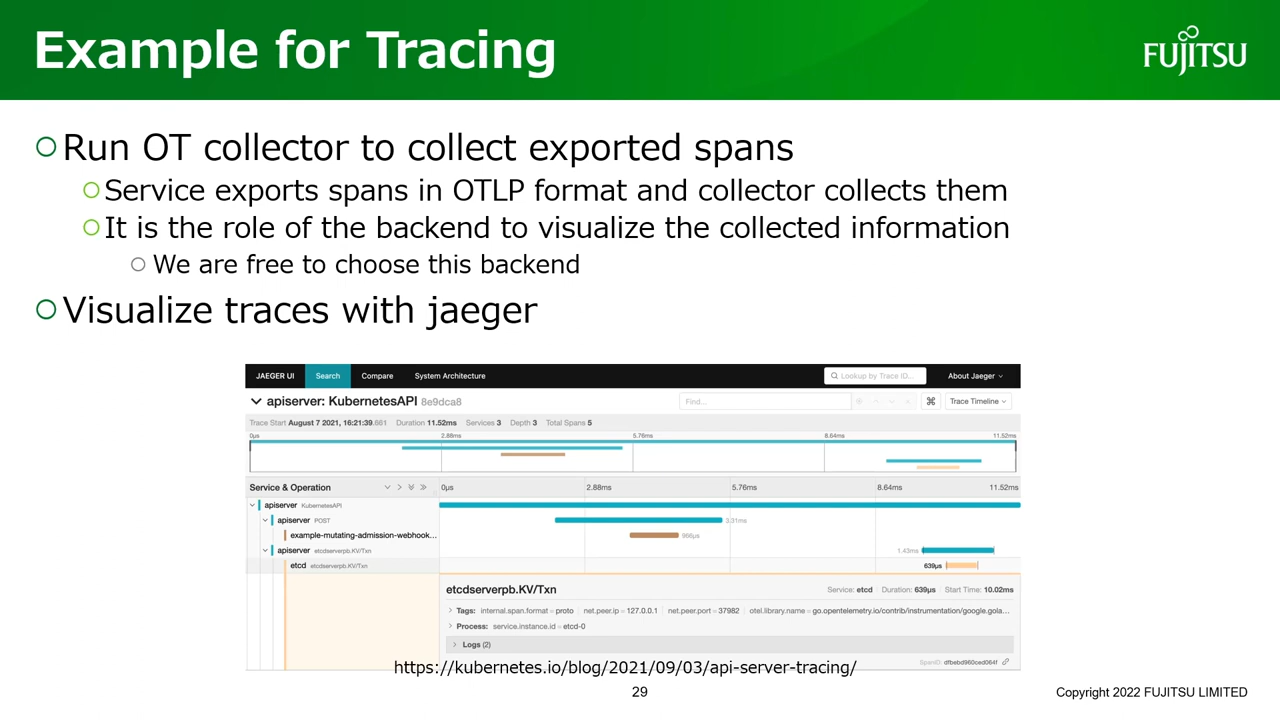 Example for Tracing
FUJITSU
Run OT collector to collect exported spans
Service exports spans in OTLP format and collector collects them
It is the role of the backend to visualize the collected information
We are free to choose this backend
Visualize traces with jaeger
JAEGER UI Search Compare System Architecture Lookup by Trace ID... About Jaeger
apiserver: KubernetesAPI 8e9dca8 Find... ⌘ Trace Timeline
Trace Start August 7 2021, 16:21:39.661 Duration 11.52ms Services 3 Depth 3 Total Spans 5
0µs 2.88ms 5.76ms 8.64ms 11.52ms
Service & Operation 0µs 2.88ms 5.76ms 8.64ms 11.52ms
apiserver KubernetesAPI
apiserver POST 3.31ms
example-mutating-admission-webhook... 966µs
apiserver etcdserverpb.KV/Txn 1.43ms
etcd etcdserverpb.KV/Txn 639µs
etcdserverpb.KV/Txn Service: etcd Duration: 639µs Start Time: 10.02ms
Tags: internal.span.format = proto net.peer.ip = 127.0.0.1 net.peer.port = 37982 otel.library.name = go.opentelemetry.io/contrib/instrumentation/google.gola...
Process: service.instance.id = etcd-0
Logs (2)
SpanID: dfbebd960ced064f
https://kubernetes.io/blog/2021/09/03/api-server-tracing/
29
Copyright 2022 FUJITSU LIMITED